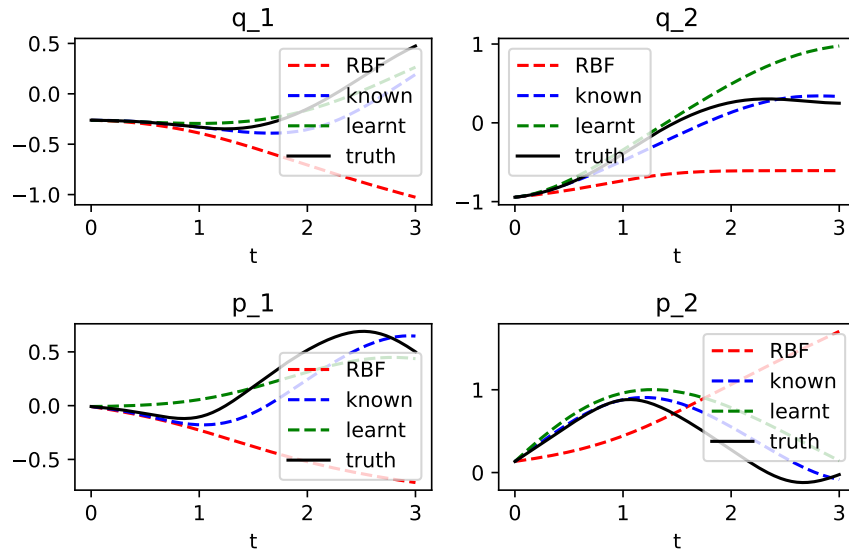 q_1
0.5
0.0
−0.5
−1.0
0 1 2 3
t
RBF
known
learnt
truth
q_2
1
0
−1
0 1 2 3
t
RBF
known
learnt
truth
p_1
0.5
0.0
−0.5
0 1 2 3
t
RBF
known
learnt
truth
p_2
1
0
0 1 2 3
t
RBF
known
learnt
truth